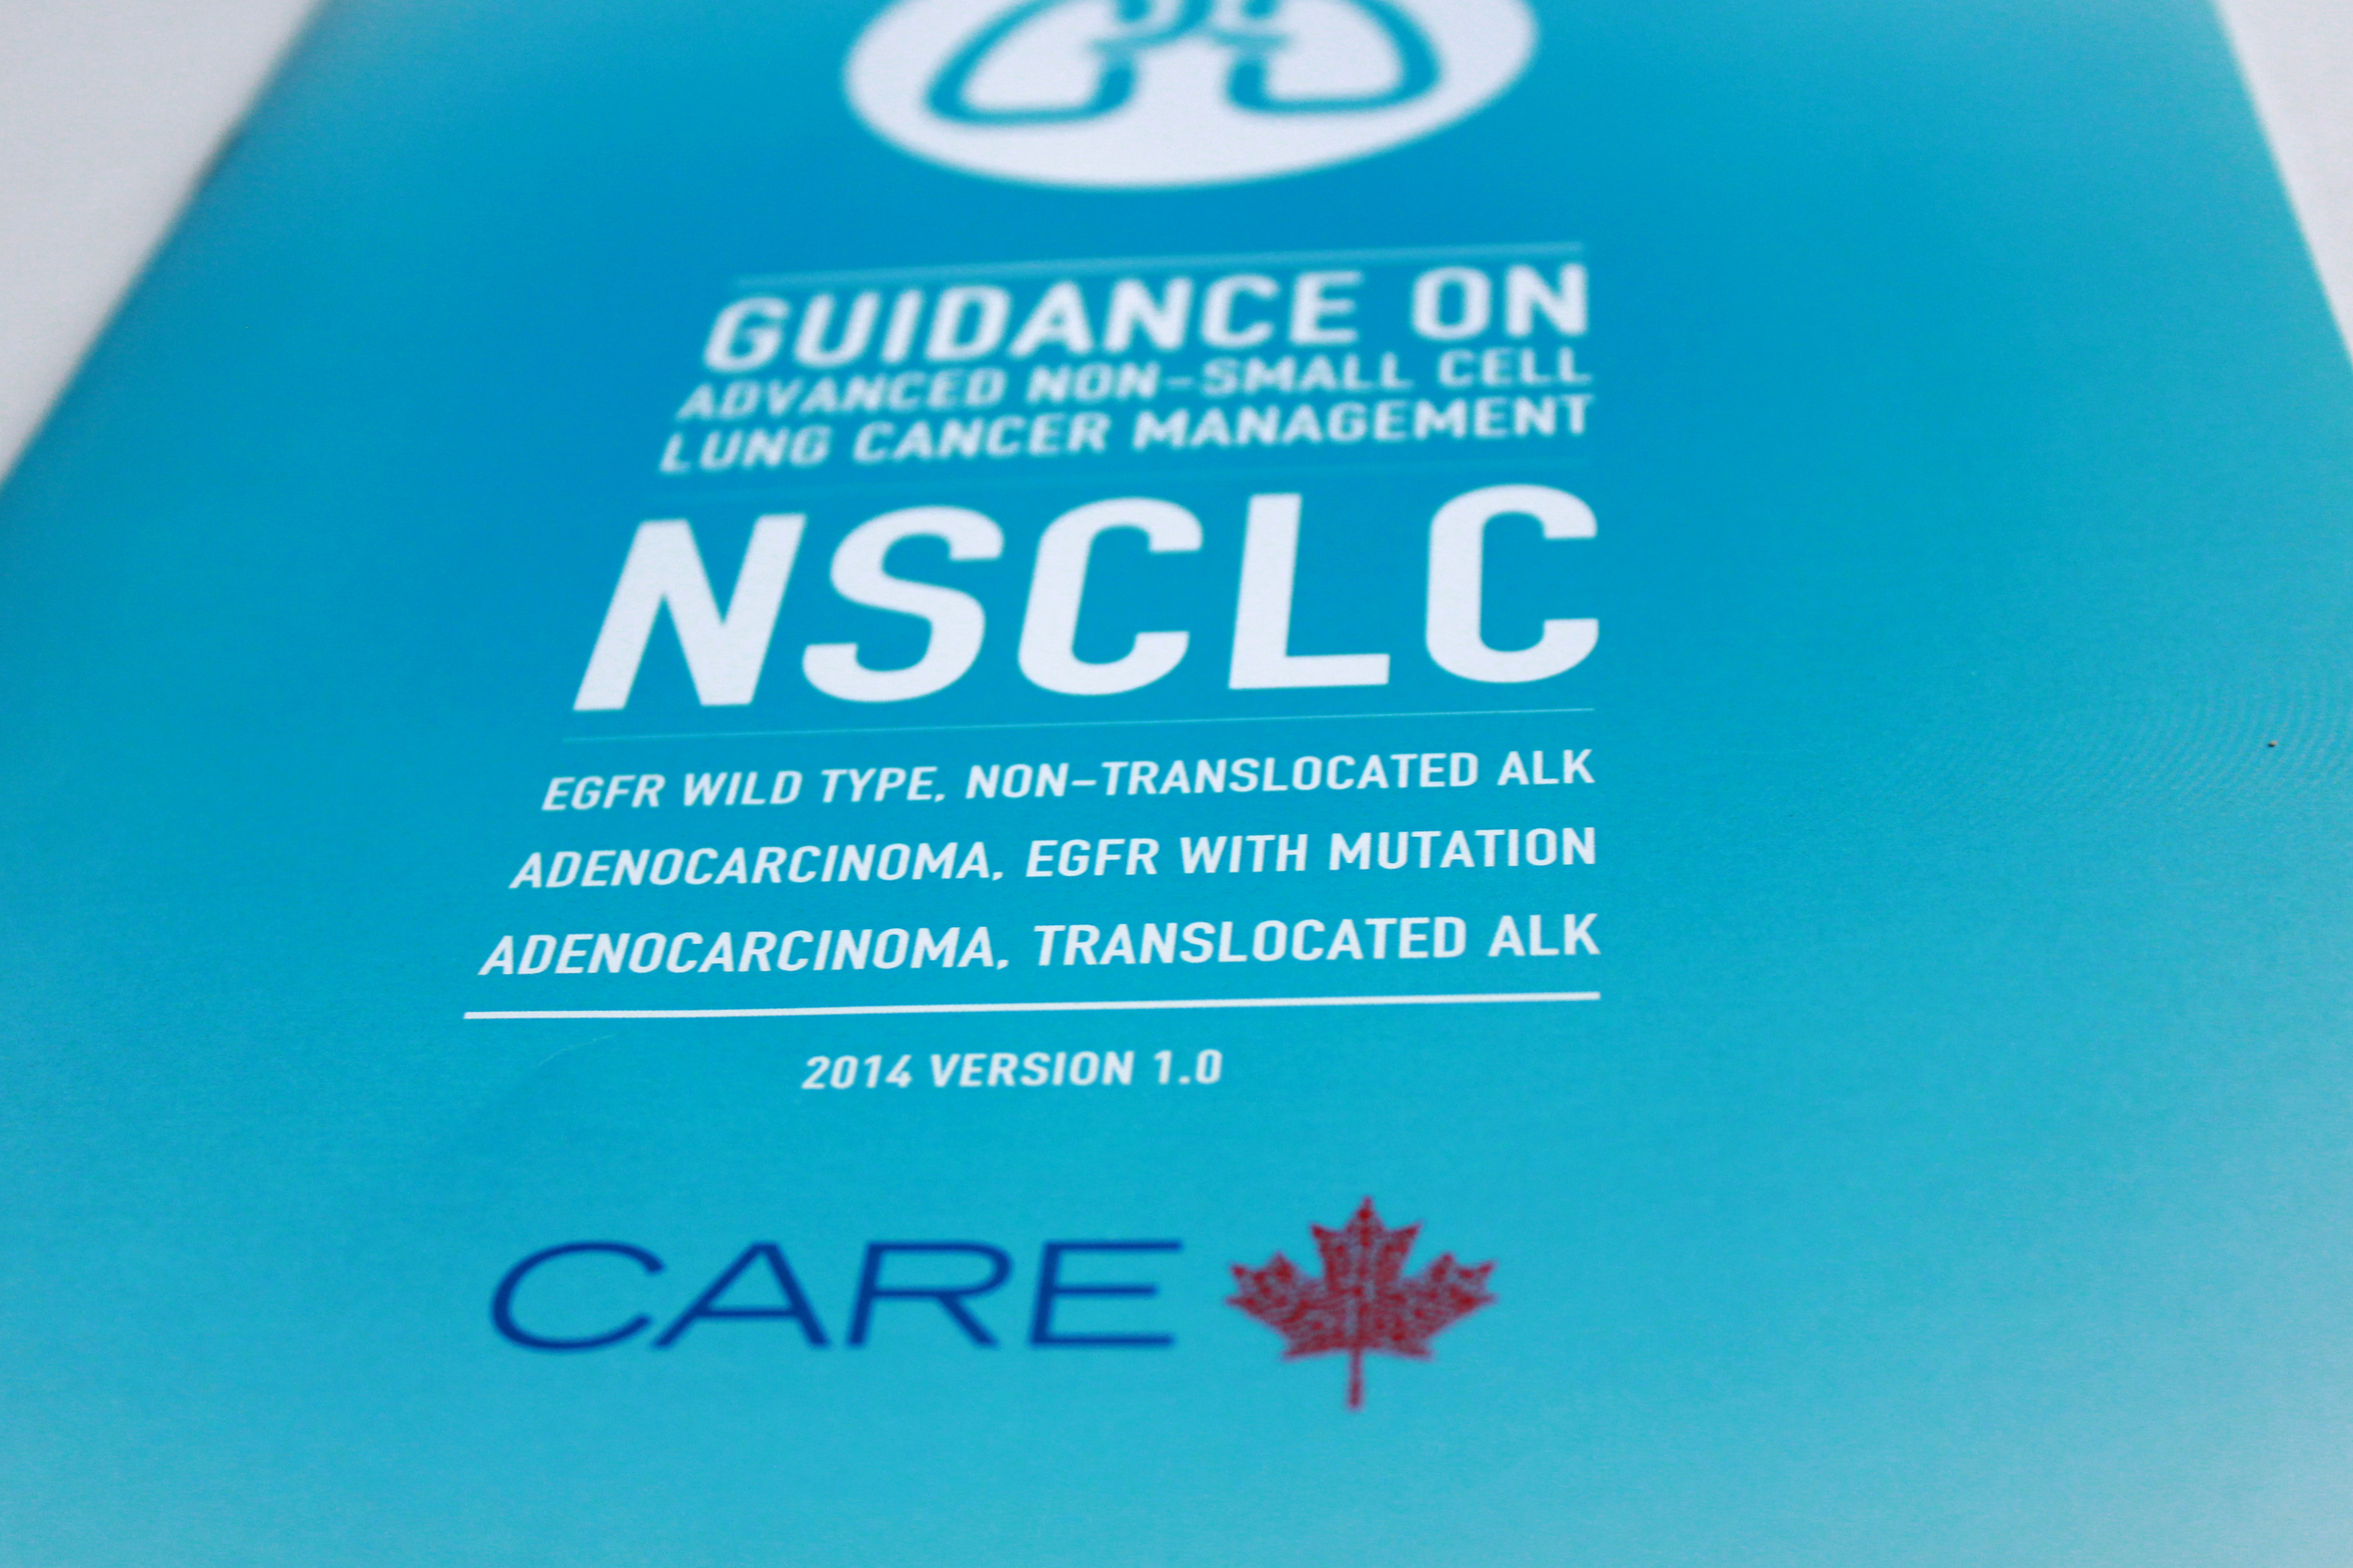 GUIDANCE ON
ADVANCED NON-SMALL CELL
LUNG CANCER MANAGEMENT
NSCLC
EGFR WILD TYPE, NON-TRANSLOCATED ALK
ADENOCARCINOMA, EGFR WITH MUTATION
ADENOCARCINOMA, TRANSLOCATED ALK
2014 VERSION 1.0
CARE